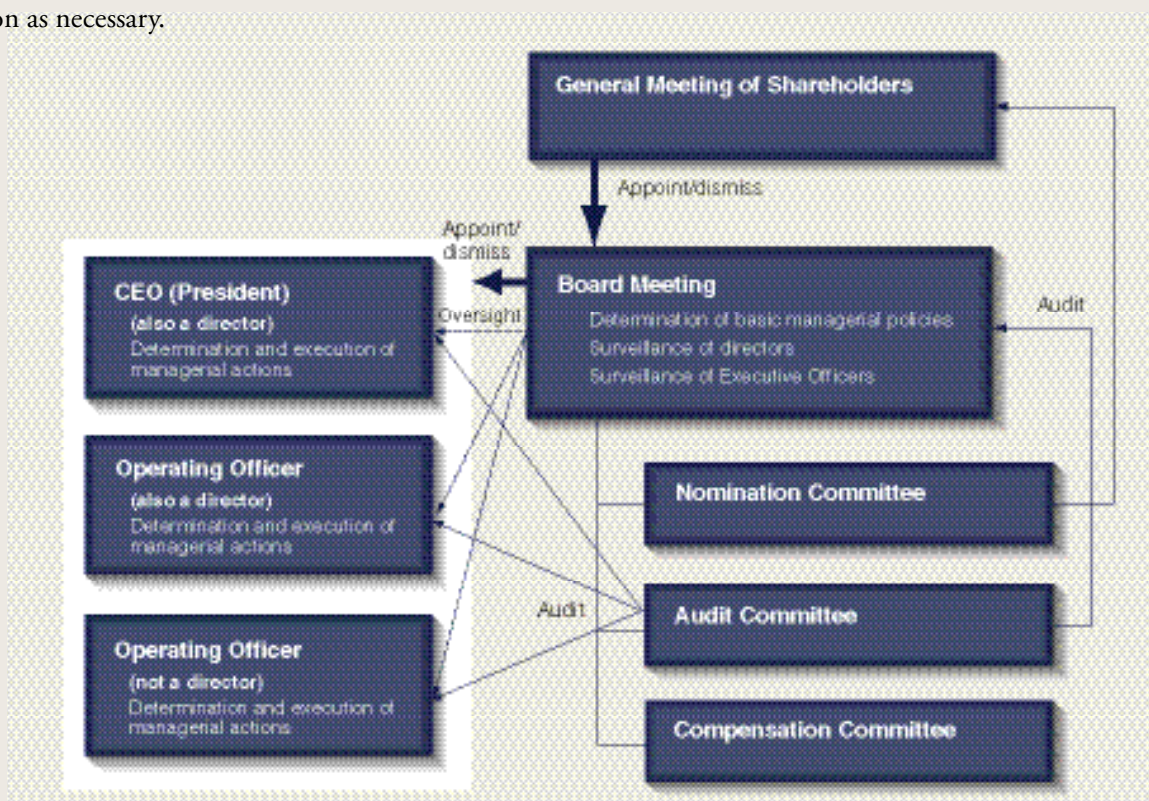 on as necessary.
General Meeting of Shareholders
Appoint/dismiss
Appoint/
dismiss
CEO (President)
(also a director)
Determination and execution of
managerial actions
Oversight
Board Meeting
Determination of basic managerial policies
Surveillance of directors
Surveillance of Executive Officers
Audit
Operating Officer
(also a director)
Determination and execution of
managerial actions
Nomination Committee
Audit
Audit Committee
Operating Officer
(not a director)
Determination and execution of
managerial actions
Compensation Committee